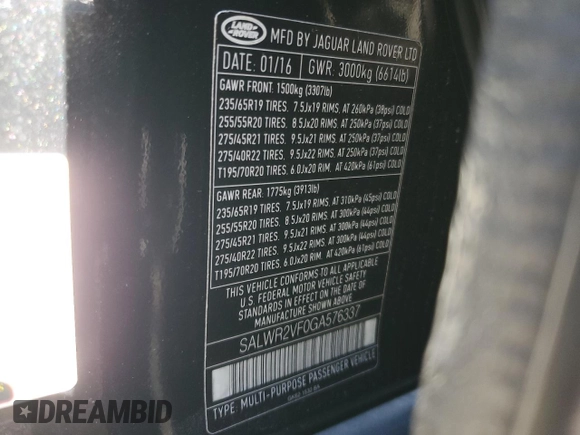 LAND
ROVER
MFD BY JAGUAR LAND ROVER LTD
DATE: 01/16 GWR: 3000kg (6614lb)
GAWR FRONT: 1500kg (3307lb)
235/65R19 TIRES, 7.5Jx19 RIMS, AT 260kPa (38psi) COLD
255/55R20 TIRES, 8.5Jx20 RIMS, AT 250kPa (37psi) COLD
275/45R21 TIRES, 9.5Jx21 RIMS, AT 250kPa (37psi) COLD
275/40R22 TIRES, 9.5Jx22 RIMS, AT 250kPa (37psi) COLD
T195/70R20 TIRES, 6.0Jx20 RIM, AT 420kPa (61psi) COLD
GAWR REAR: 1775kg (3913lb)
235/65R19 TIRES, 7.5Jx19 RIMS, AT 310kPa (45psi) COLD
255/55R20 TIRES, 8.5Jx20 RIMS, AT 300kPa (44psi) COLD
275/45R21 TIRES, 9.5Jx21 RIMS, AT 300kPa (44psi) COLD
275/40R22 TIRES, 9.5Jx22 RIMS, AT 300kPa (44psi) COLD
T195/70R20 TIRES, 6.0Jx20 RIM, AT 420kPa (61psi) COLD
THIS VEHICLE CONFORMS TO ALL APPLICABLE
U.S. FEDERAL MOTOR VEHICLE SAFETY
STANDARDS IN EFFECT ON THE DATE OF
MANUFACTURE SHOWN ABOVE
SALWR2VF0GA576337
TYPE: MULTI-PURPOSE PASSENGER VEHICLE
DREAMBID